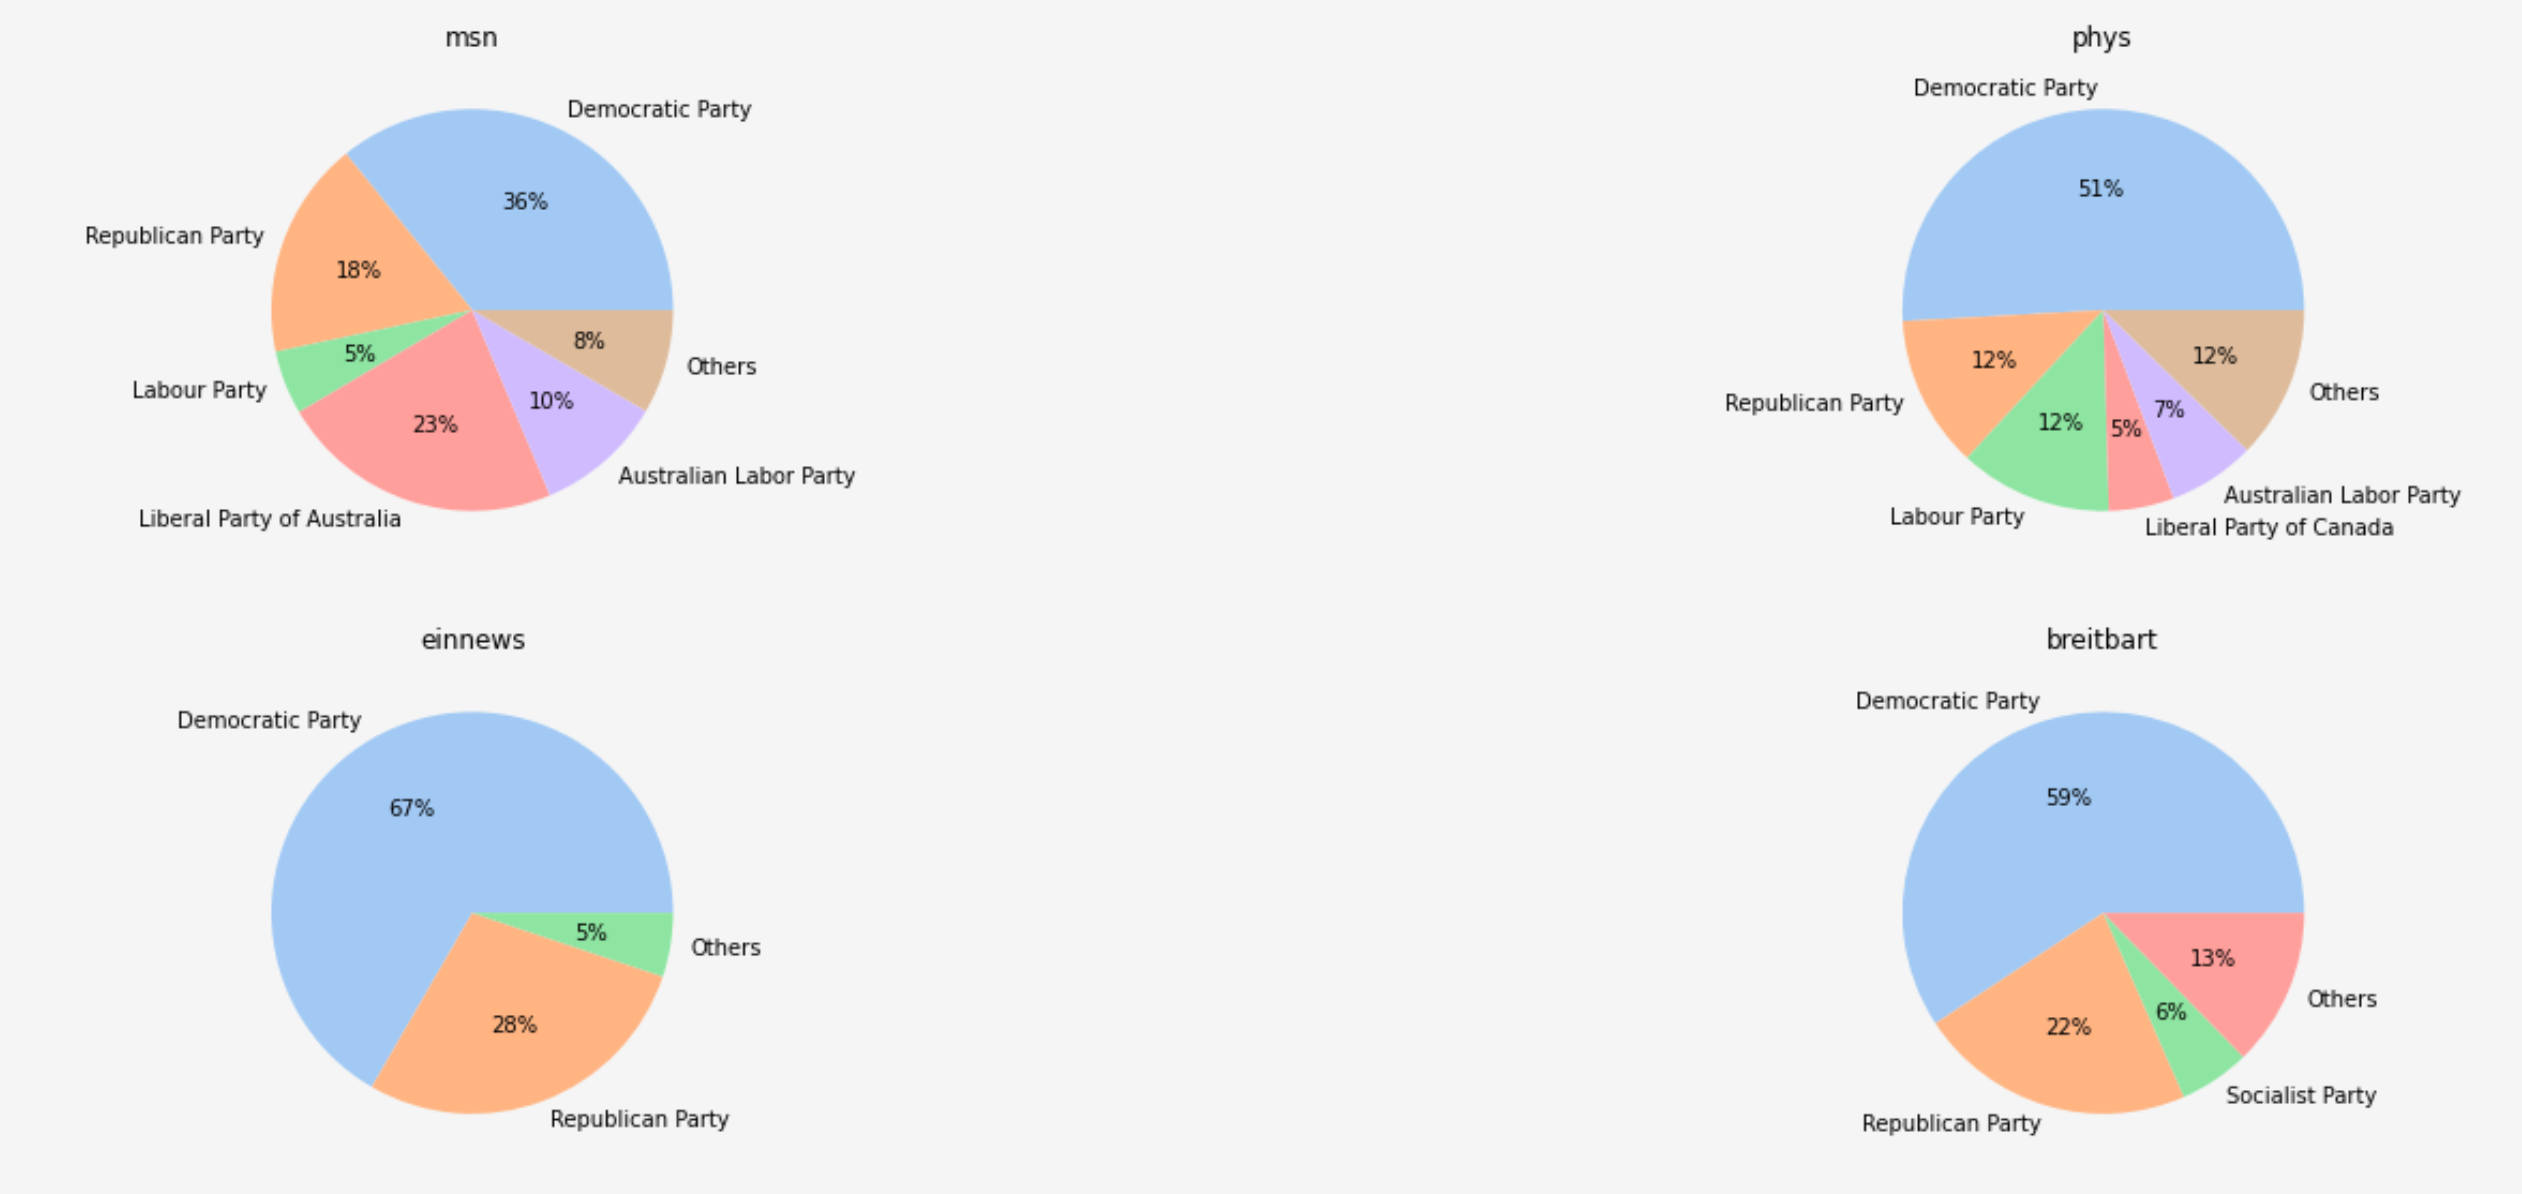 msn
Democratic Party
36%
Republican Party
18%
Labour Party
5%
Liberal Party of Australia
23%
Australian Labor Party
10%
Others
8%
phys
Democratic Party
51%
Republican Party
12%
Labour Party
12%
Liberal Party of Canada
5%
Australian Labor Party
7%
Others
12%
einnews
Democratic Party
67%
Republican Party
28%
Others
5%
breitbart
Democratic Party
59%
Republican Party
22%
Socialist Party
6%
Others
13%